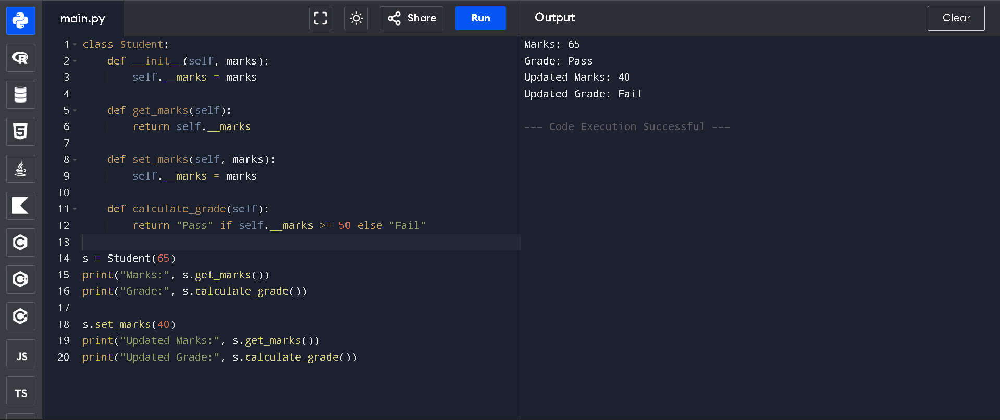 main.py
Share
Run
Output
Clear
1 class Student:
2     def __init__(self, marks):
3         self.__marks = marks
4
5     def get_marks(self):
6         return self.__marks
7
8     def set_marks(self, marks):
9         self.__marks = marks
10
11     def calculate_grade(self):
12         return "Pass" if self.__marks >= 50 else "Fail"
13
14 s = Student(65)
15 print("Marks:", s.get_marks())
16 print("Grade:", s.calculate_grade())
17
18 s.set_marks(40)
19 print("Updated Marks:", s.get_marks())
20 print("Updated Grade:", s.calculate_grade())
Marks: 65
Grade: Pass
Updated Marks: 40
Updated Grade: Fail
=== Code Execution Successful ===
R
5
C
C++
C#
JS
TS